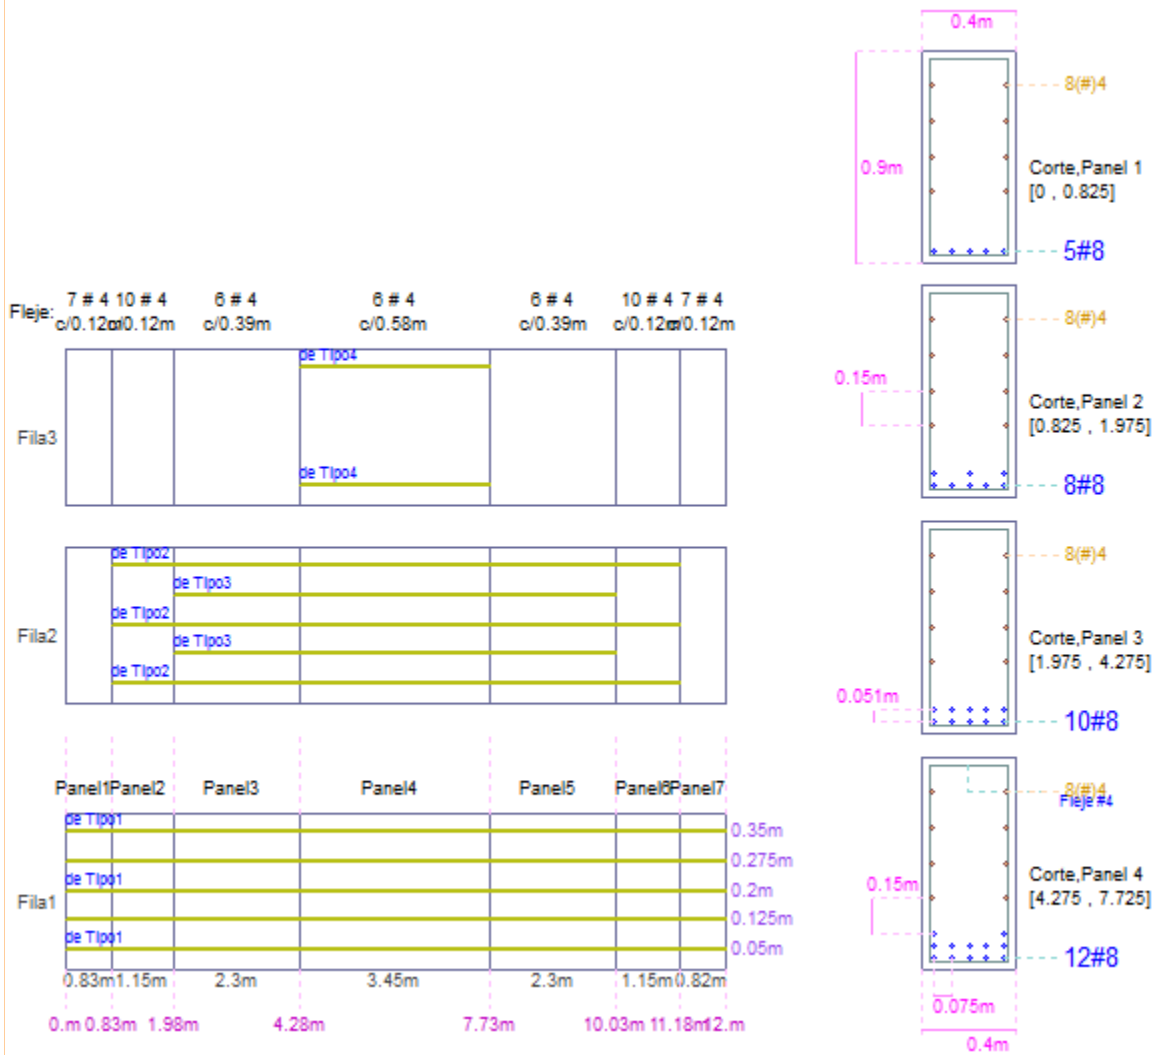 0.4m
8(#)4
0.9m
Corte,Panel 1
[0 , 0.825]
5#8
Fleje:
7 # 4 10 # 4 6 # 4 6 # 4 6 # 4 10 # 4 7 # 4
c/0.12m c/0.12m c/0.39m c/0.58m c/0.39m c/0.12m c/0.12m
8(#)4
0.15m
Corte,Panel 2
[0.825 , 1.975]
8#8
de TIpo4
Fila3
de TIpo4
8(#)4
Corte,Panel 3
[1.975 , 4.275]
0.051m
10#8
de TIpo2
de TIpo3
de TIpo2
Fila2
de TIpo3
de TIpo2
Panel1 Panel2 Panel3 Panel4 Panel5 Panel6 Panel7
de TIpo1
0.35m
0.275m
de TIpo1
0.2m
Fila1
0.125m
de TIpo1
0.05m
0.83m 1.15m 2.3m 3.45m 2.3m 1.15m 0.82m
0.m 0.83m 1.98m 4.28m 7.73m 10.03m 11.18m 12.m
8(#)4
Fleje #4
0.15m
Corte,Panel 4
[4.275 , 7.725]
12#8
0.075m
0.4m